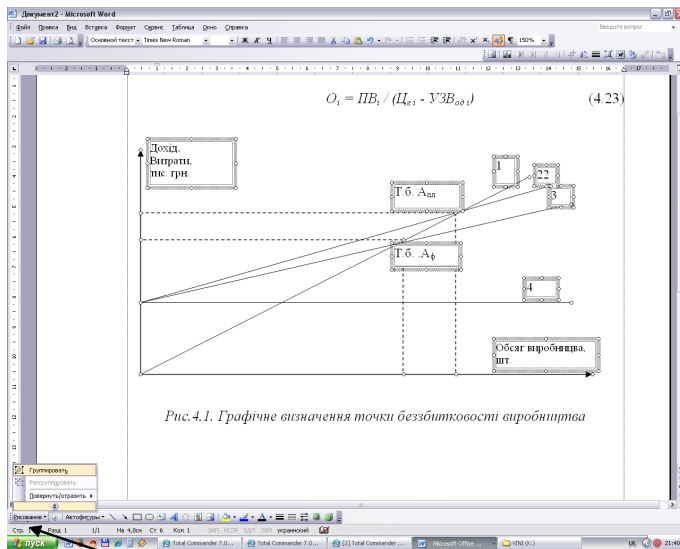 Документ2 - Microsoft Word
Файл Правка Вид Вставка Формат Сервис Таблица Окно Справка
Введите вопрос
Основной текст Times New Roman Ж К Ч 150%
Oᵢ = ПВᵢ / (Цг і - УЗВод і) (4.23)
Дохід,
Витрати,
тис. грн.
1
22
3
Т.б. Апл
Т.б. .Аф
4
Обсяг виробництва,
шт.
Рис.4.1. Графічне визначення точки беззбитковості виробництва
Группировать
Разгруппировать
Повернуть/отразить
Рисование Автофигуры
Стр. Разд 1 1/1 На 4,8см Ст 6 Кол 1 ЗАП ИСПР ВДЛ ЗАМ украинский
пуск Total Commander 7.0... Total Commander 7.0... [2] Total Commander ... Microsoft Office ... VINI (K:) UK 21:40